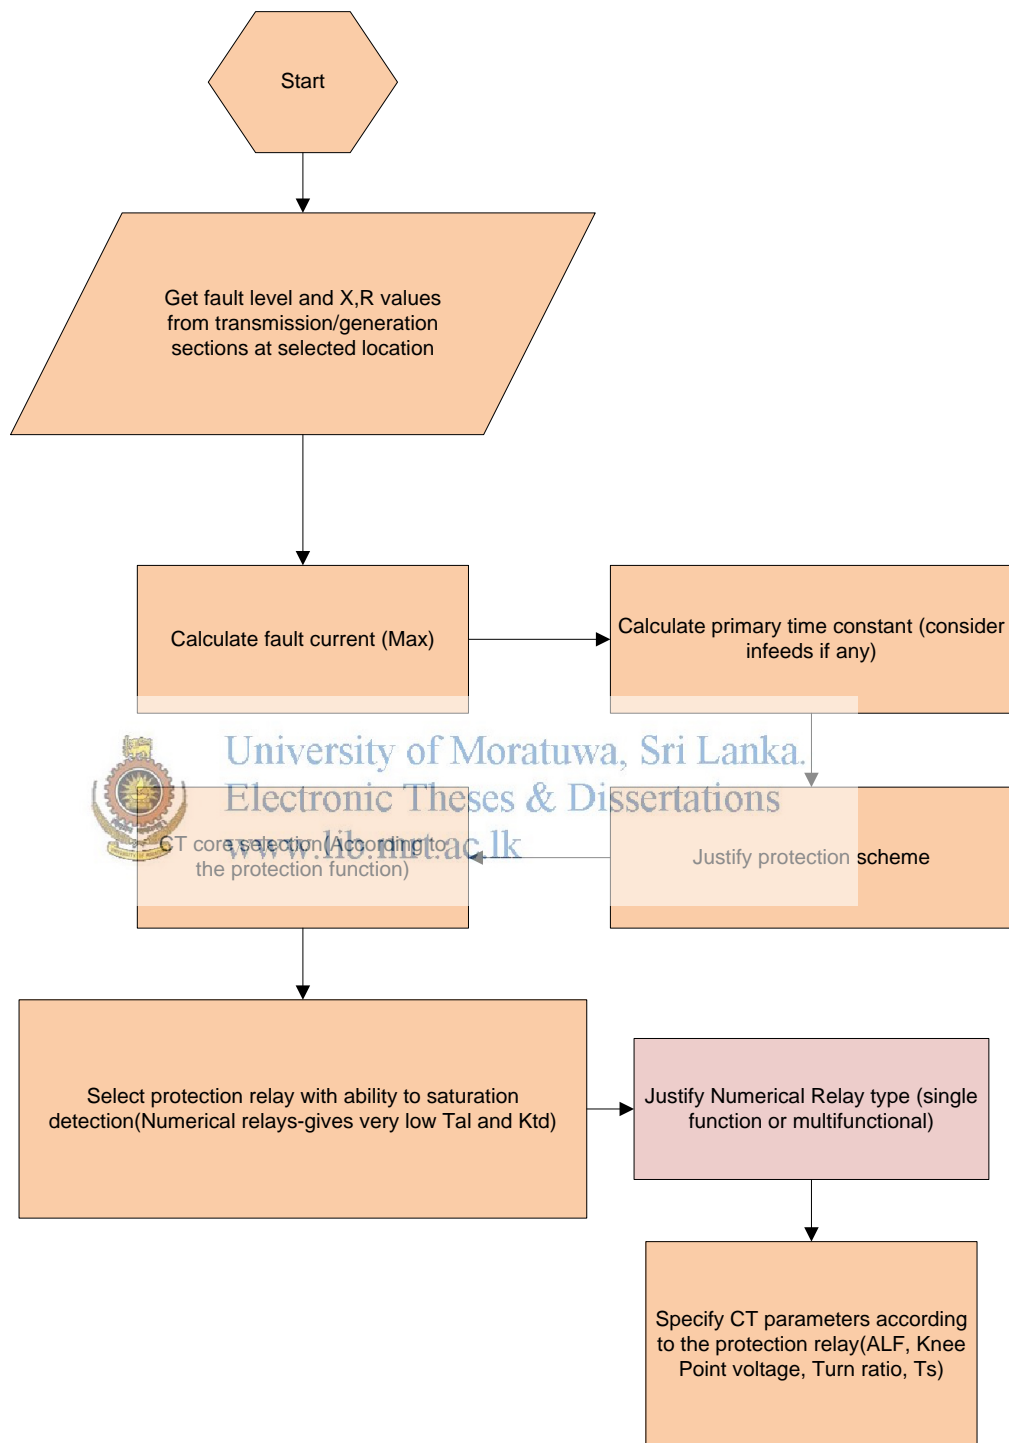 Start
Get fault level and X,R values
from transmission/generation
sections at selected location
Calculate fault current (Max)
Calculate primary time constant (consider
infeeds if any)
University of Moratuwa, Sri Lanka.
Electronic Theses & Dissertations
www.lib.mrt.ac.lk
CT core selection(According to
the protection function)
Justify protection scheme
Select protection relay with ability to saturation
detection(Numerical relays-gives very low Tal and Ktd)
Justify Numerical Relay type (single
function or multifunctional)
Specify CT parameters according
to the protection relay(ALF, Knee
Point voltage, Turn ratio, Ts)